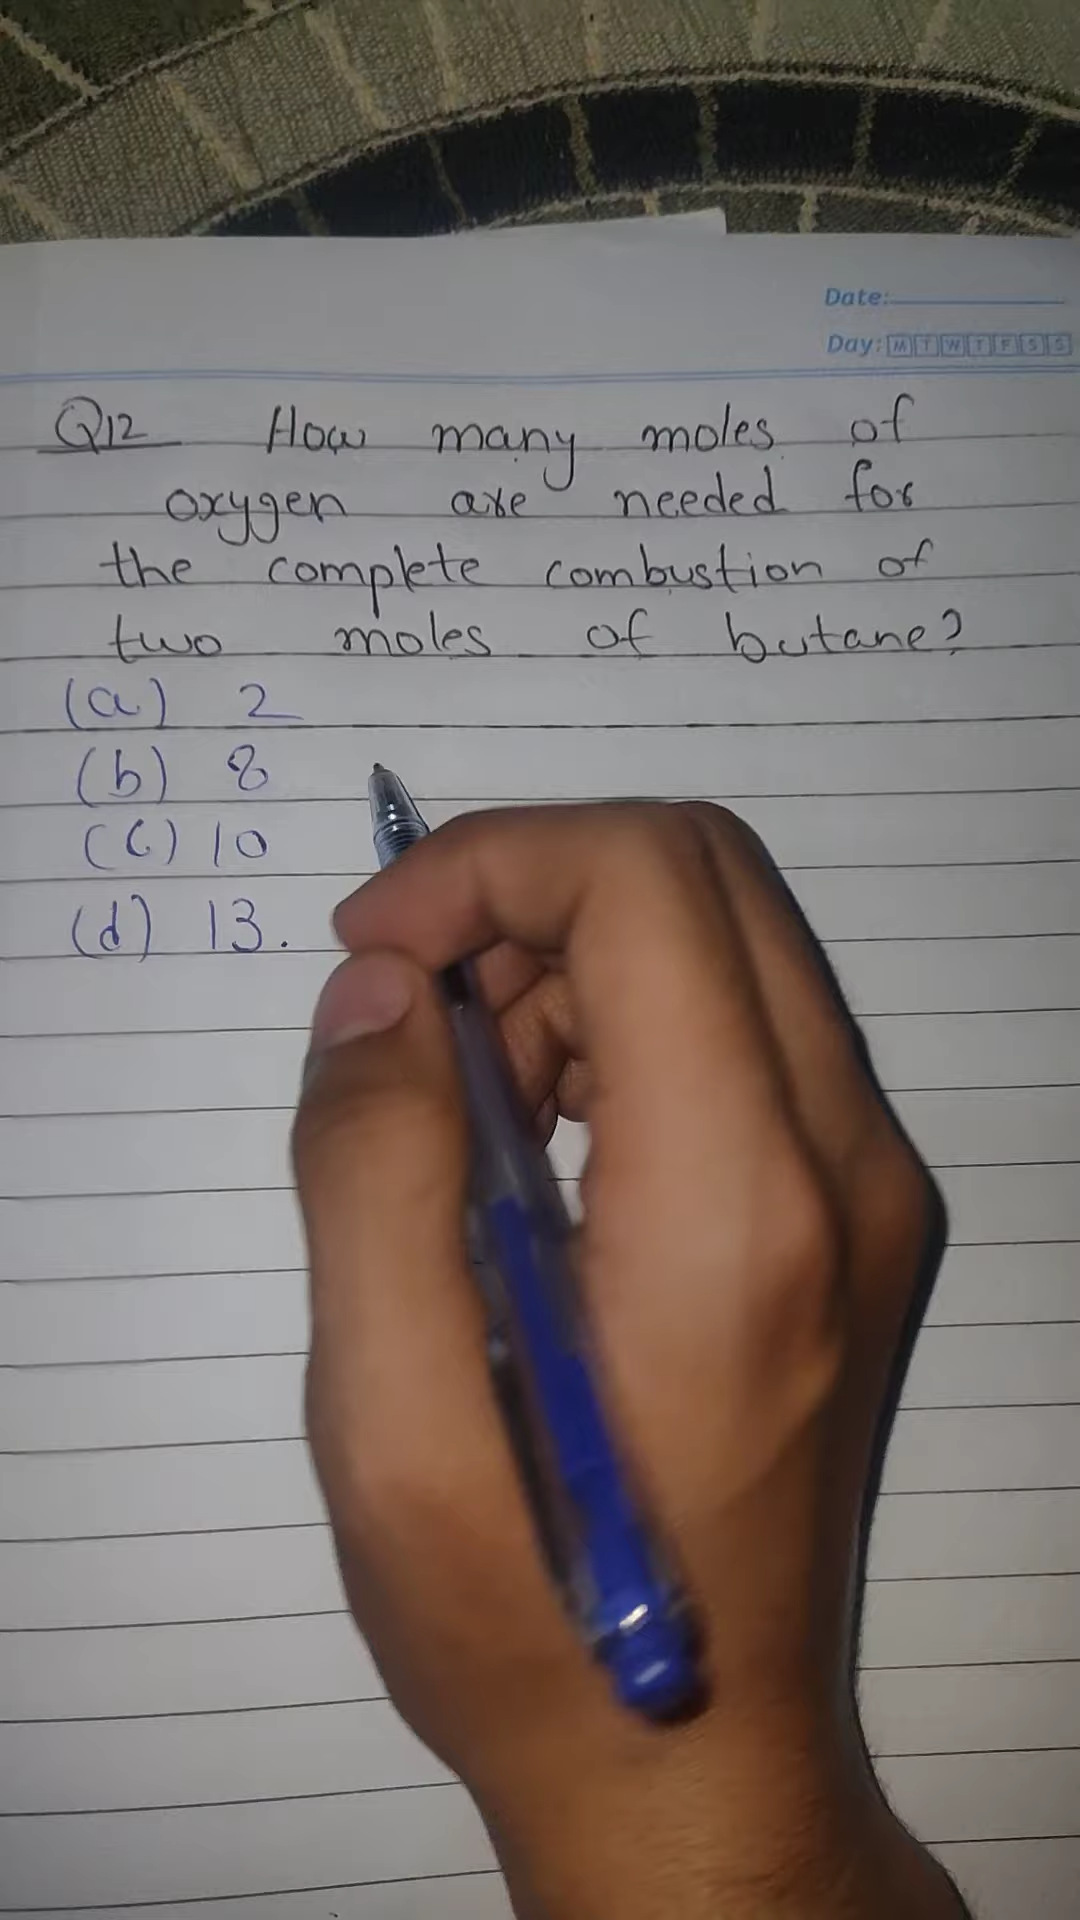 Date:
Day: M T W T F S S
Q12 How many moles of
oxygen are needed for
the complete combustion of
two moles of butane?
(a) 2
(b) 8
(c) 10
(d) 13.